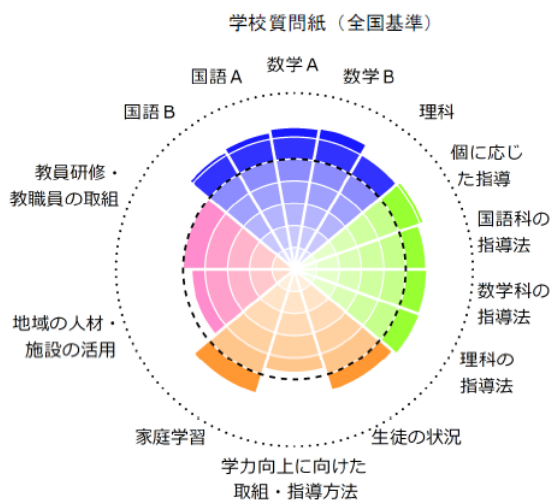 学校質問紙（全国基準）
数学Ａ
数学Ｂ
理科
個に応じ
た指導
国語科の
指導法
数学科の
指導法
理科の
指導法
生徒の状況
学力向上に向けた
取組・指導方法
家庭学習
地域の人材・
施設の活用
教員研修・
教職員の取組
国語Ｂ
国語Ａ